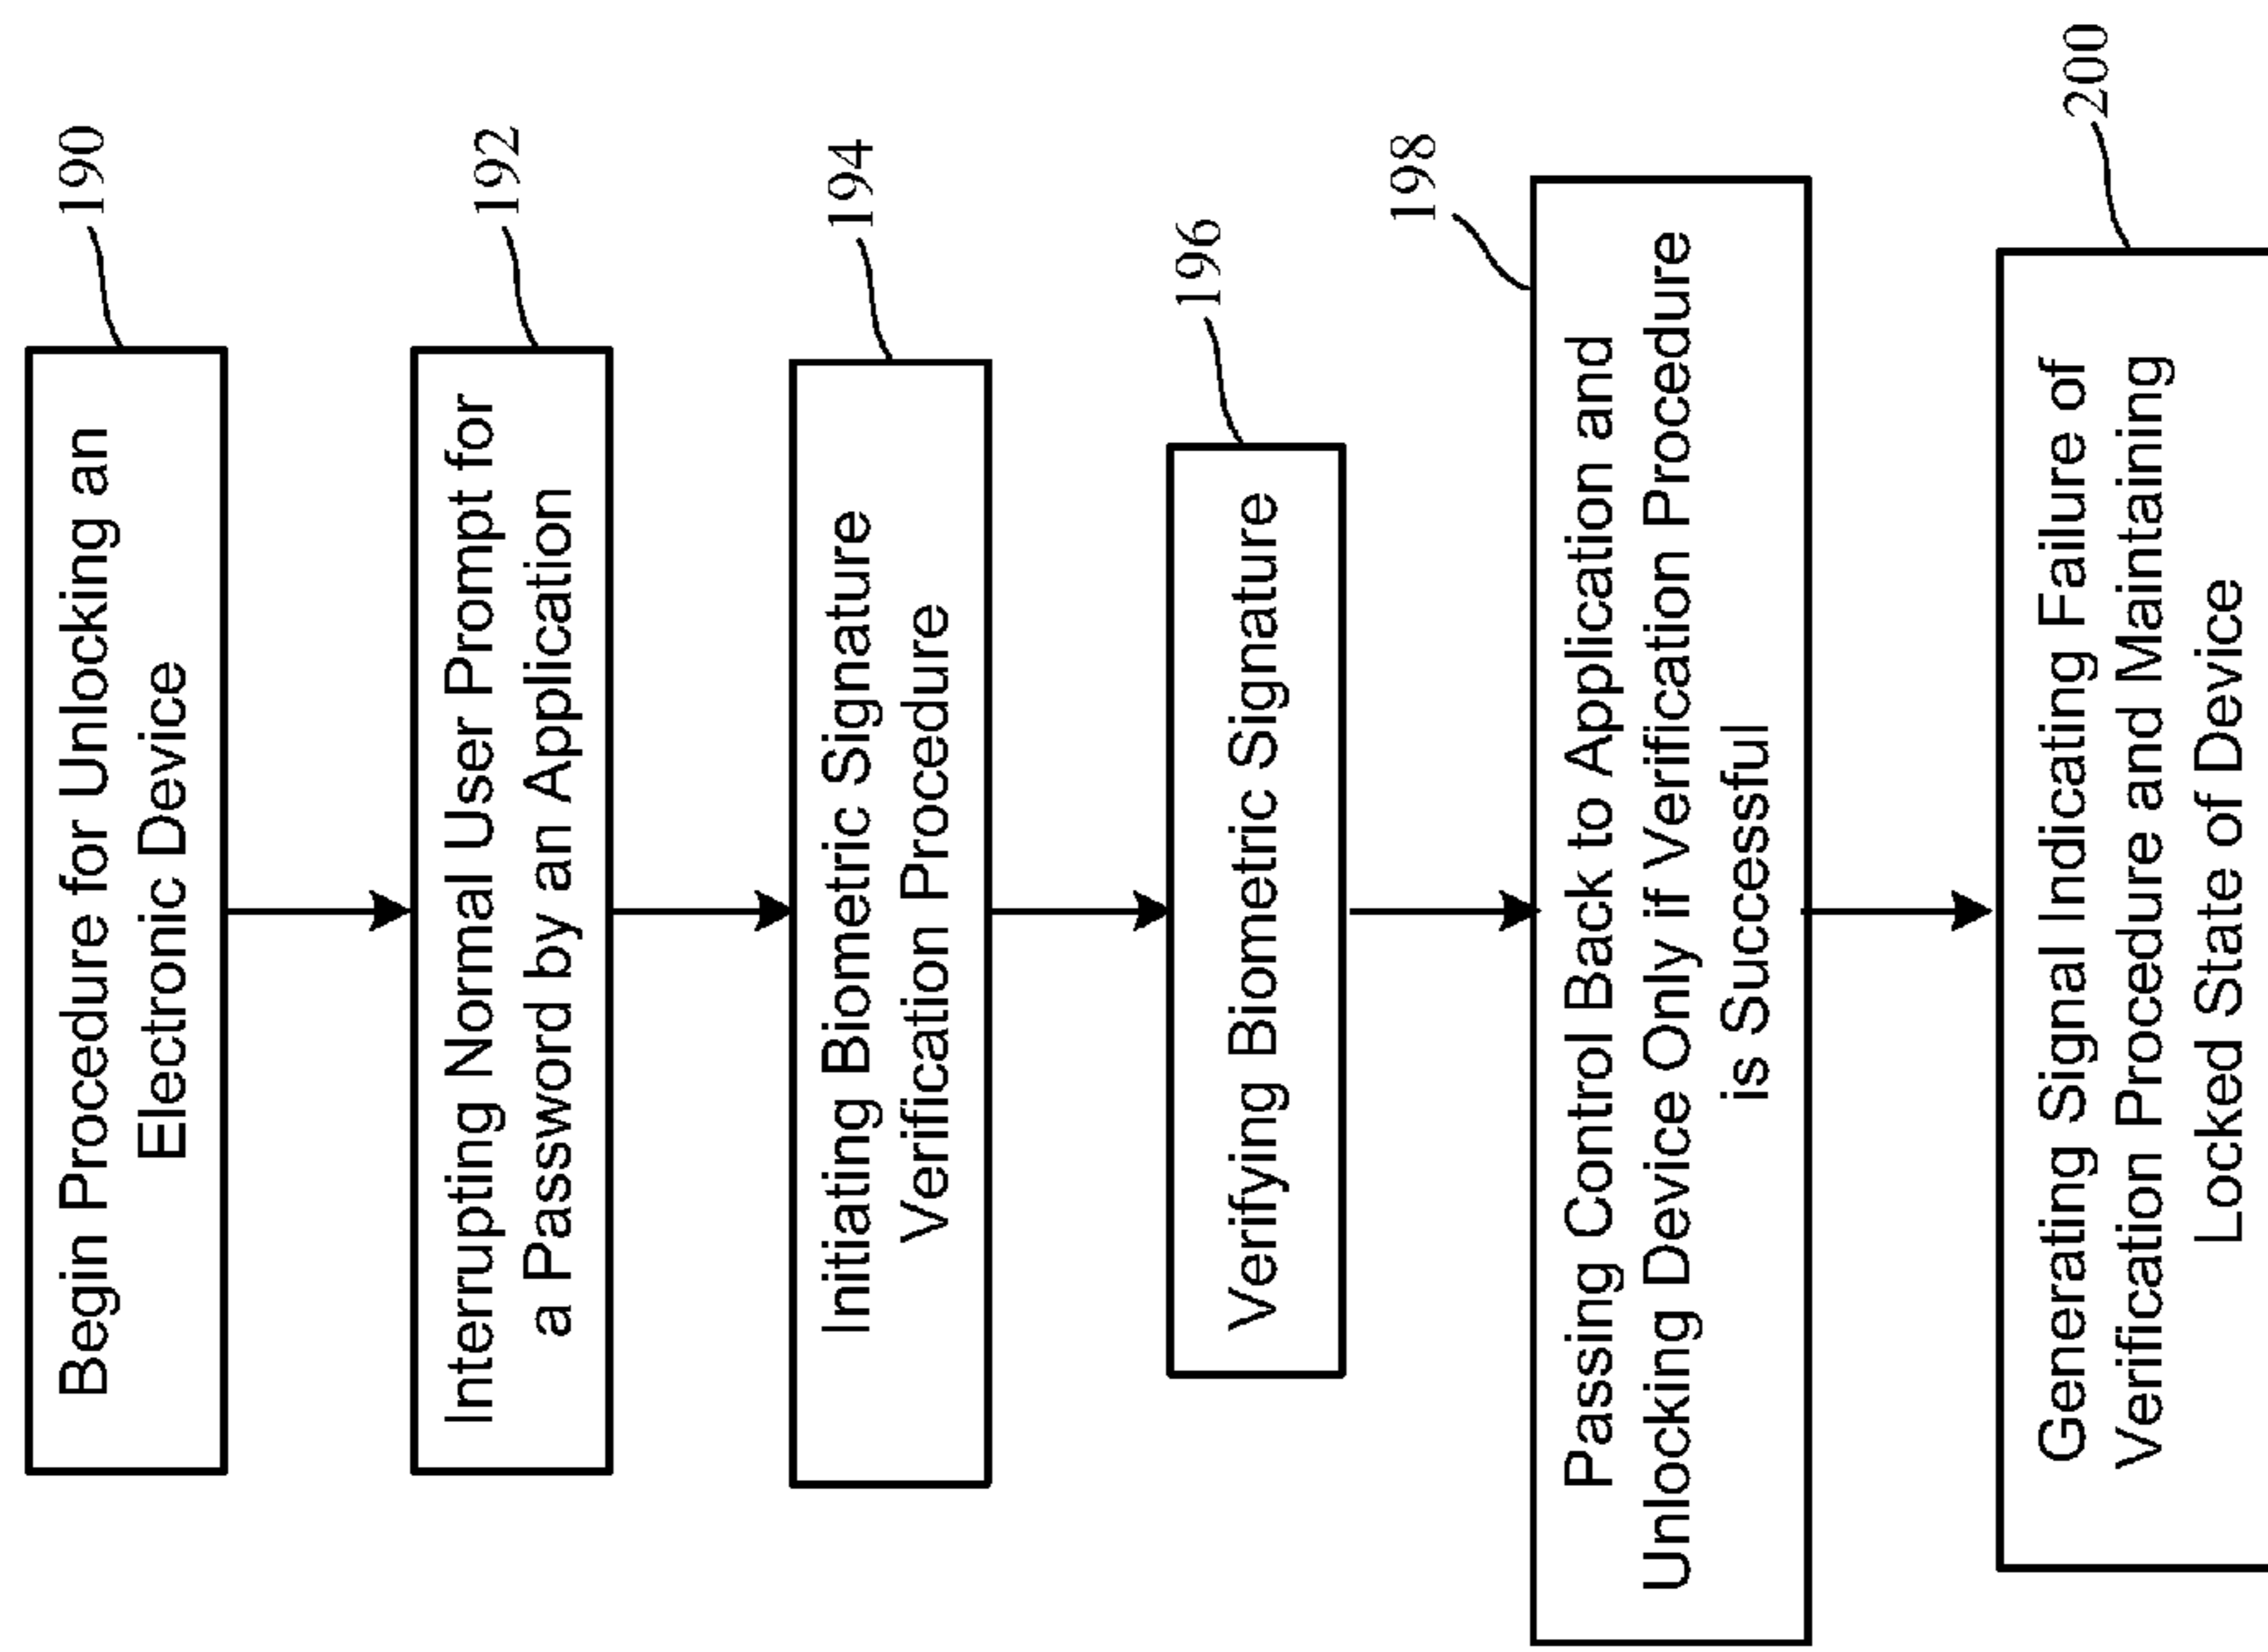 Begin Procedure for Unlocking an
Electronic Device
190
Interrupting Normal User Prompt for
a Password by an Application
192
Initiating Biometric Signature
Verification Procedure
194
Verifying Biometric Signature
196
Passing Control Back to Application and
Unlocking Device Only if Verification Procedure
is Successful
198
Generating Signal Indicating Failure of
Verification Procedure and Maintaining
Locked State of Device
200